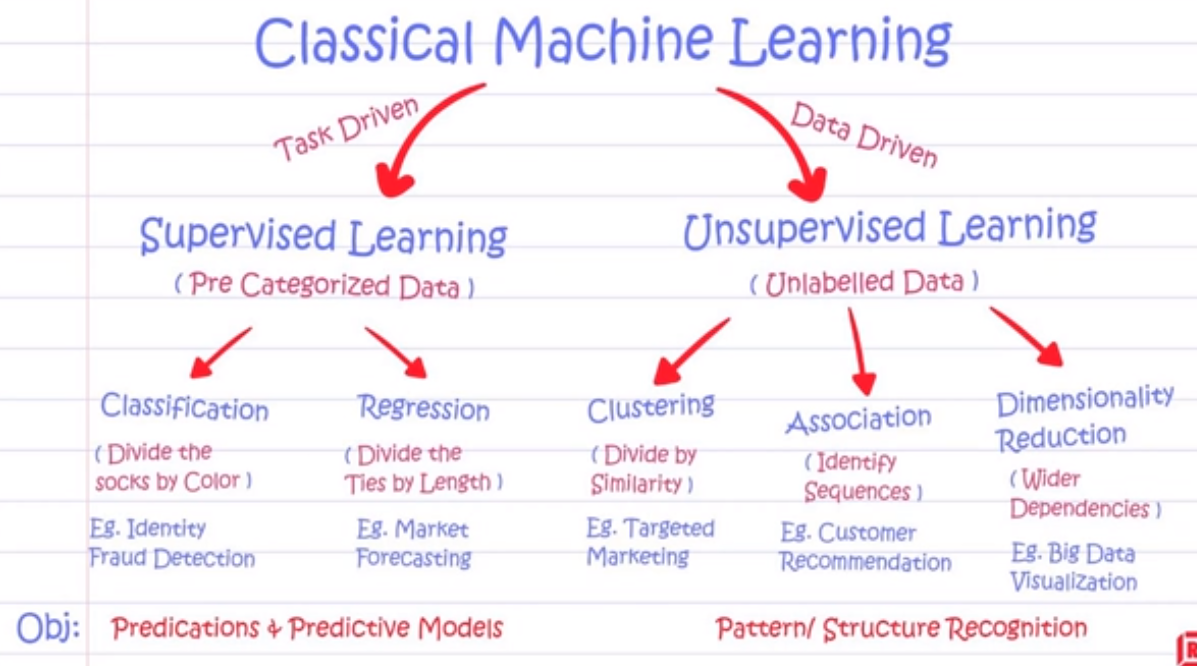 Classical Machine Learning
Task Driven
Data Driven
Supervised Learning
( Pre Categorized Data )
Unsupervised Learning
( Unlabelled Data )
Classification
( Divide the
socks by Color )
Eg. Identity
Fraud Detection
Regression
( Divide the
Ties by Length )
Eg. Market
Forecasting
Clustering
( Divide by
Similarity )
Eg. Targeted
Marketing
Association
( Identify
Sequences )
Eg. Customer
Recommendation
Dimensionality
Reduction
( Wider
Dependencies )
Eg. Big Data
Visualization
Obj: Predications & Predictive Models
Pattern/ Structure Recognition